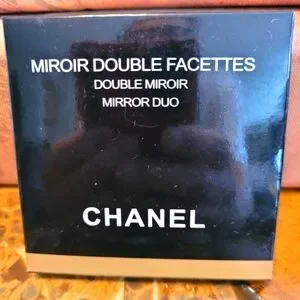 MIROIR DOUBLE FACETTES
DOUBLE MIROIR
MIRROR DUO
CHANEL